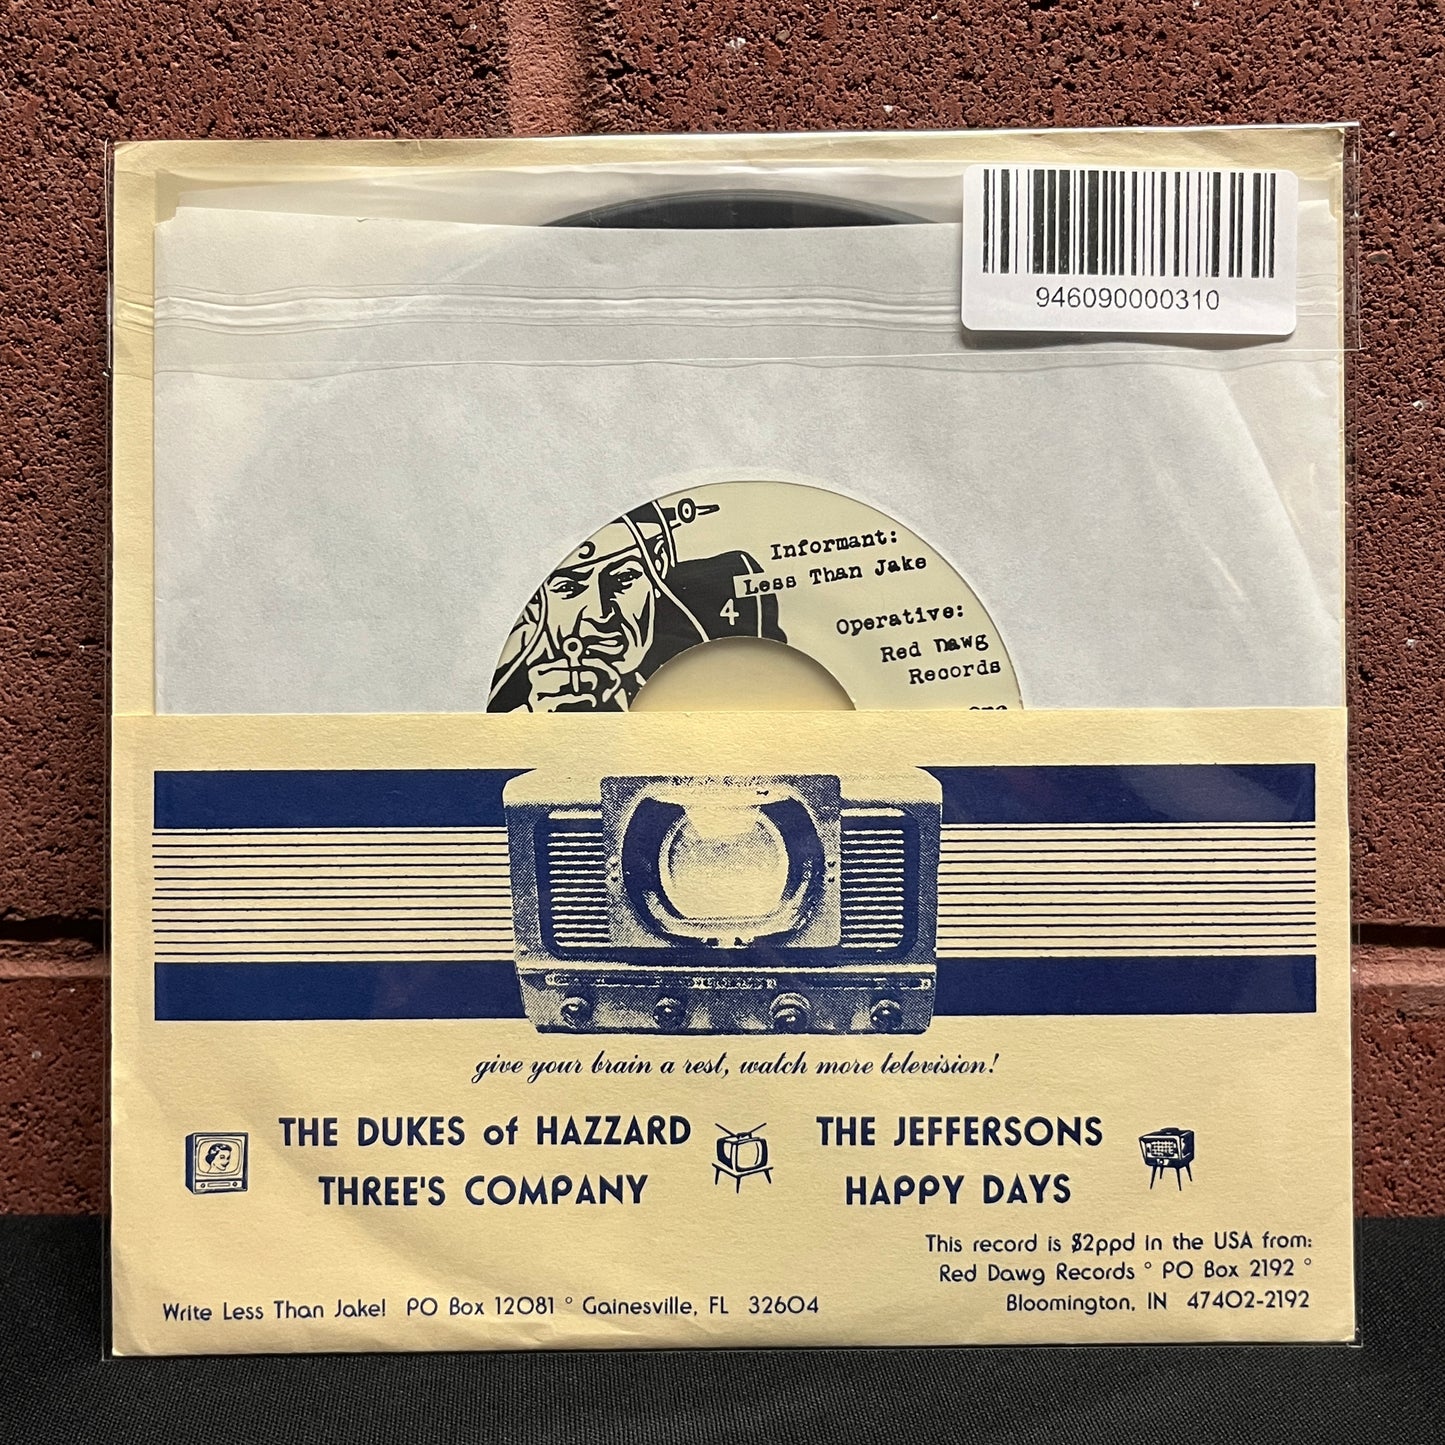 946090000310
Informant:
Less Than Jake
4
Operative:
Red Dawg
Records
give your brain a rest, watch more television!
THE DUKES of HAZZARD
THREE'S COMPANY
THE JEFFERSONS
HAPPY DAYS
This record is $2ppd in the USA from:
Red Dawg Records ° PO Box 2192 °
Bloomington, IN 47402-2192
Write Less Than Jake! PO Box 12081 ° Gainesville, FL 32604